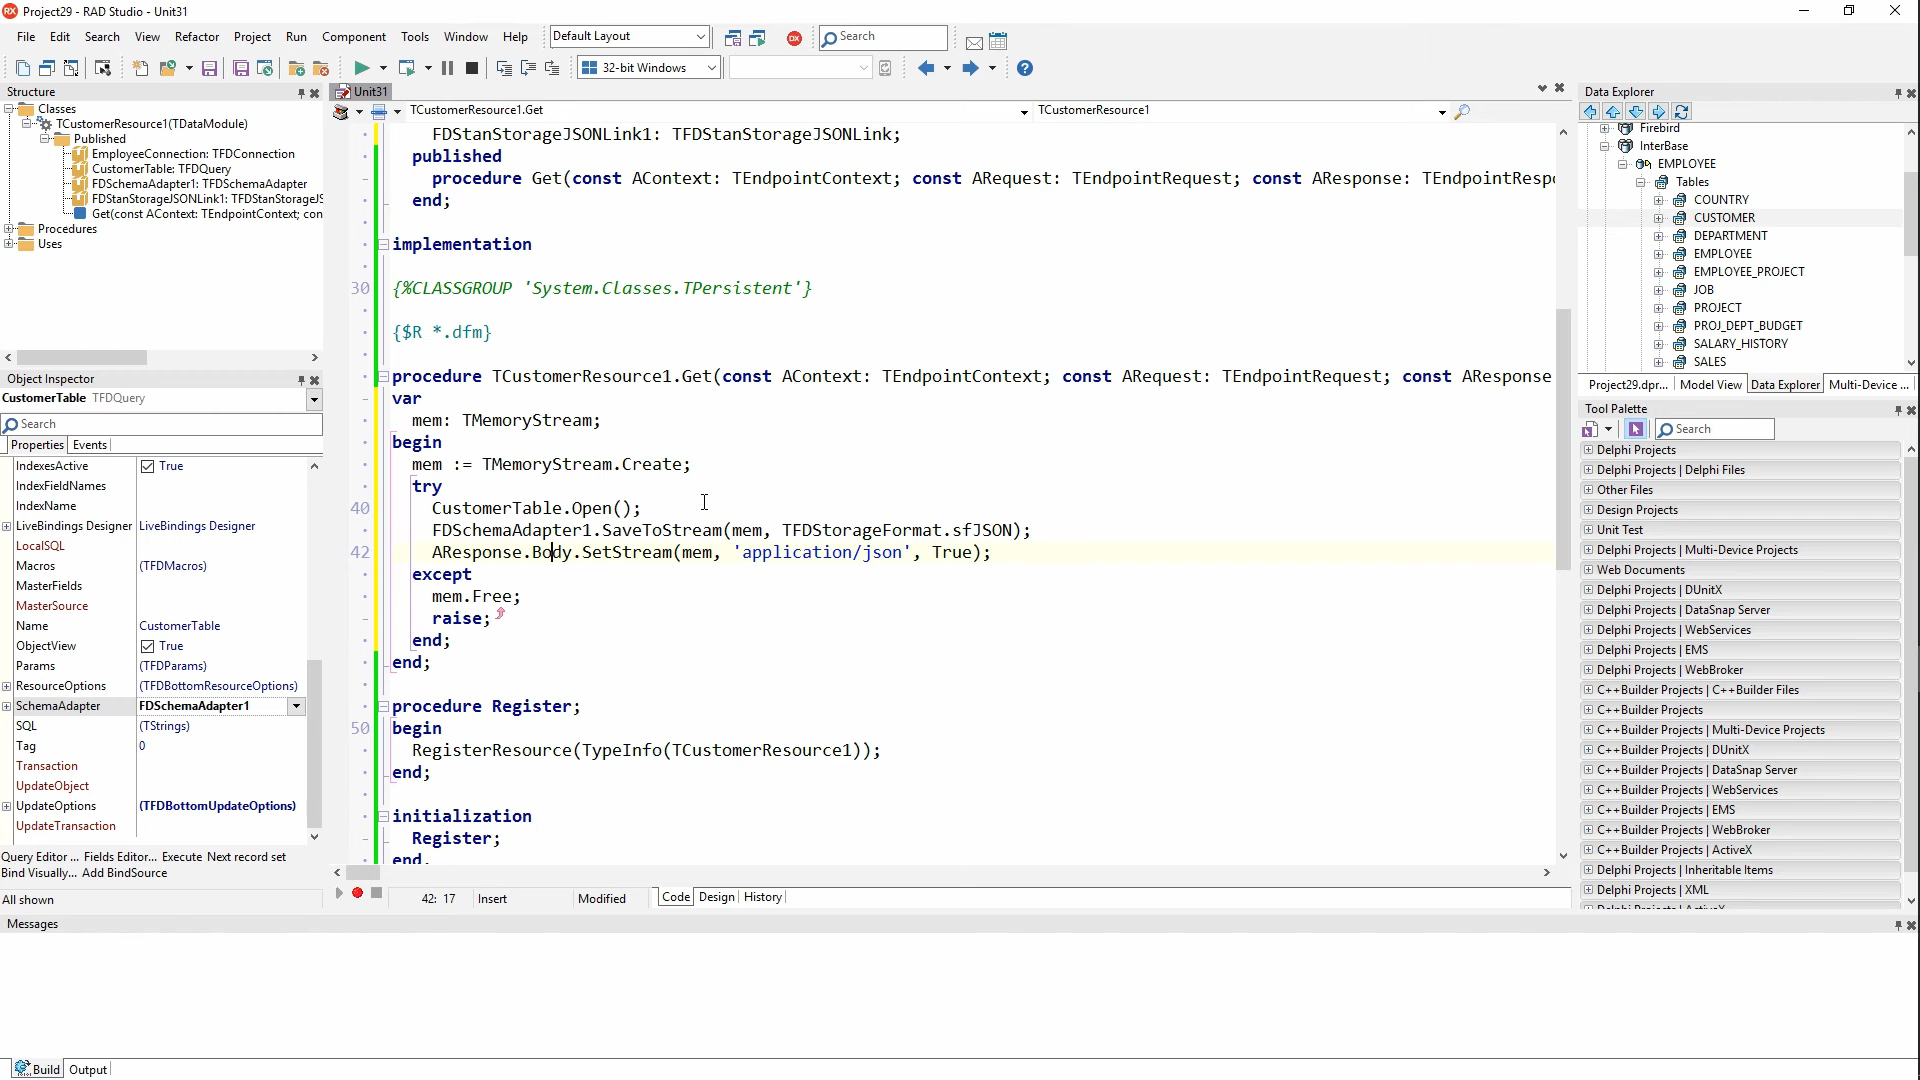 Project29 - RAD Studio - Unit31
File Edit Search View Refactor Project Run Component Tools Window Help Default Layout Search
32-bit Windows
Structure
Classes
TCustomerResource1(TDataModule)
Published
EmployeeConnection: TFDConnection
CustomerTable: TFDQuery
FDSchemaAdapter1: TFDSchemaAdapter
FDStanStorageJSONLink1: TFDStanStorageJS
Get(const AContext: TEndpointContext; con
Procedures
Uses
Object Inspector
CustomerTable TFDQuery
Search
Properties Events
IndexesActive True
IndexFieldNames
IndexName
LiveBindings Designer LiveBindings Designer
LocalSQL
Macros (TFDMacros)
MasterFields
MasterSource
Name CustomerTable
ObjectView True
Params (TFDParams)
ResourceOptions (TFDBottomResourceOptions)
SchemaAdapter FDSchemaAdapter1
SQL (TStrings)
Tag 0
Transaction
UpdateObject
UpdateOptions (TFDBottomUpdateOptions)
UpdateTransaction
Query Editor ... Fields Editor... Execute Next record set
Bind Visually... Add BindSource
All shown
Unit31
TCustomerResource1.Get TCustomerResource1
FDStanStorageJSONLink1: TFDStanStorageJSONLink;
published
procedure Get(const AContext: TEndpointContext; const ARequest: TEndpointRequest; const AResponse: TEndpointRespo
end;
implementation
30 {%CLASSGROUP 'System.Classes.TPersistent'}
{$R *.dfm}
procedure TCustomerResource1.Get(const AContext: TEndpointContext; const ARequest: TEndpointRequest; const AResponse
var
mem: TMemoryStream;
begin
mem := TMemoryStream.Create;
try
40 CustomerTable.Open();
FDSchemaAdapter1.SaveToStream(mem, TFDStorageFormat.sfJSON);
42 AResponse.Body.SetStream(mem, 'application/json', True);
except
mem.Free;
raise;
end;
end;
procedure Register;
50 begin
RegisterResource(TypeInfo(TCustomerResource1));
end;
initialization
Register;
end.
42: 17 Insert Modified Code Design History
Data Explorer
Firebird
InterBase
EMPLOYEE
Tables
COUNTRY
CUSTOMER
DEPARTMENT
EMPLOYEE
EMPLOYEE_PROJECT
JOB
PROJECT
PROJ_DEPT_BUDGET
SALARY_HISTORY
SALES
Project29.dpr... Model View Data Explorer Multi-Device ...
Tool Palette
Search
Delphi Projects
Delphi Projects | Delphi Files
Other Files
Design Projects
Unit Test
Delphi Projects | Multi-Device Projects
Web Documents
Delphi Projects | DUnitX
Delphi Projects | DataSnap Server
Delphi Projects | WebServices
Delphi Projects | EMS
Delphi Projects | WebBroker
C++Builder Projects | C++Builder Files
C++Builder Projects
C++Builder Projects | Multi-Device Projects
C++Builder Projects | DUnitX
C++Builder Projects | DataSnap Server
C++Builder Projects | WebServices
C++Builder Projects | EMS
C++Builder Projects | WebBroker
C++Builder Projects | ActiveX
Delphi Projects | Inheritable Items
Delphi Projects | XML
Delphi Projects | ActiveX
Messages
Build Output